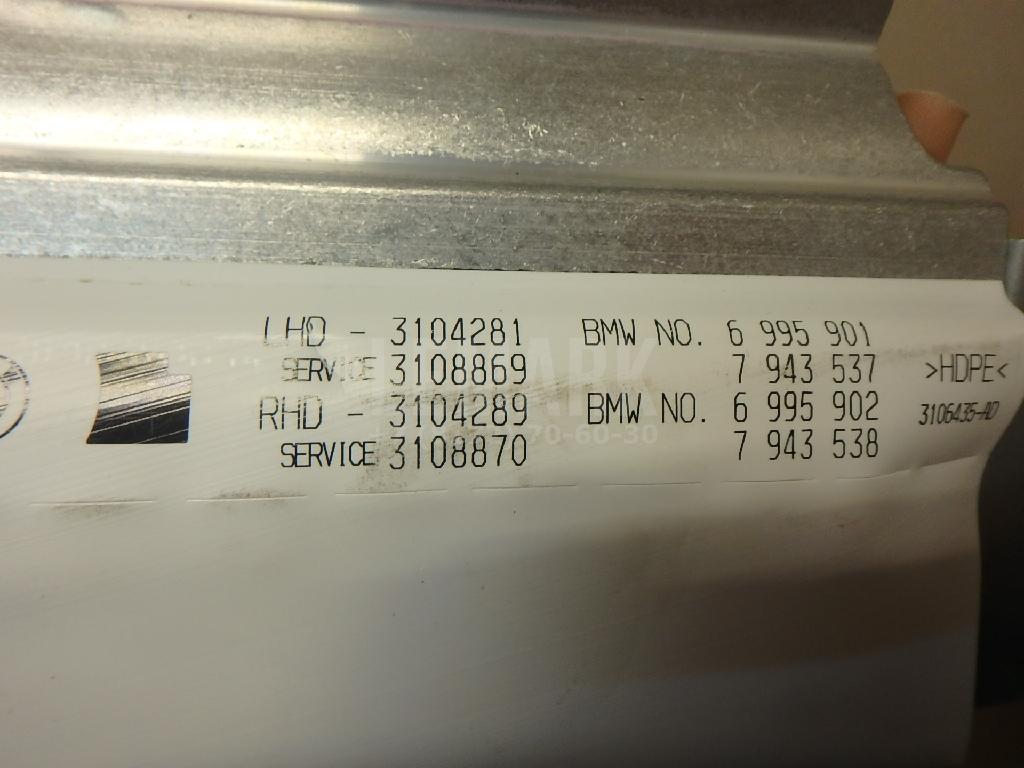 LHD - 3104281 BMW NO. 6 995 901
SERVICE 3108869 7 943 537 >HDPE<
RHD - 3104289 BMW NO. 6 995 902 3106435-AD
SERVICE 3108870 7 943 538